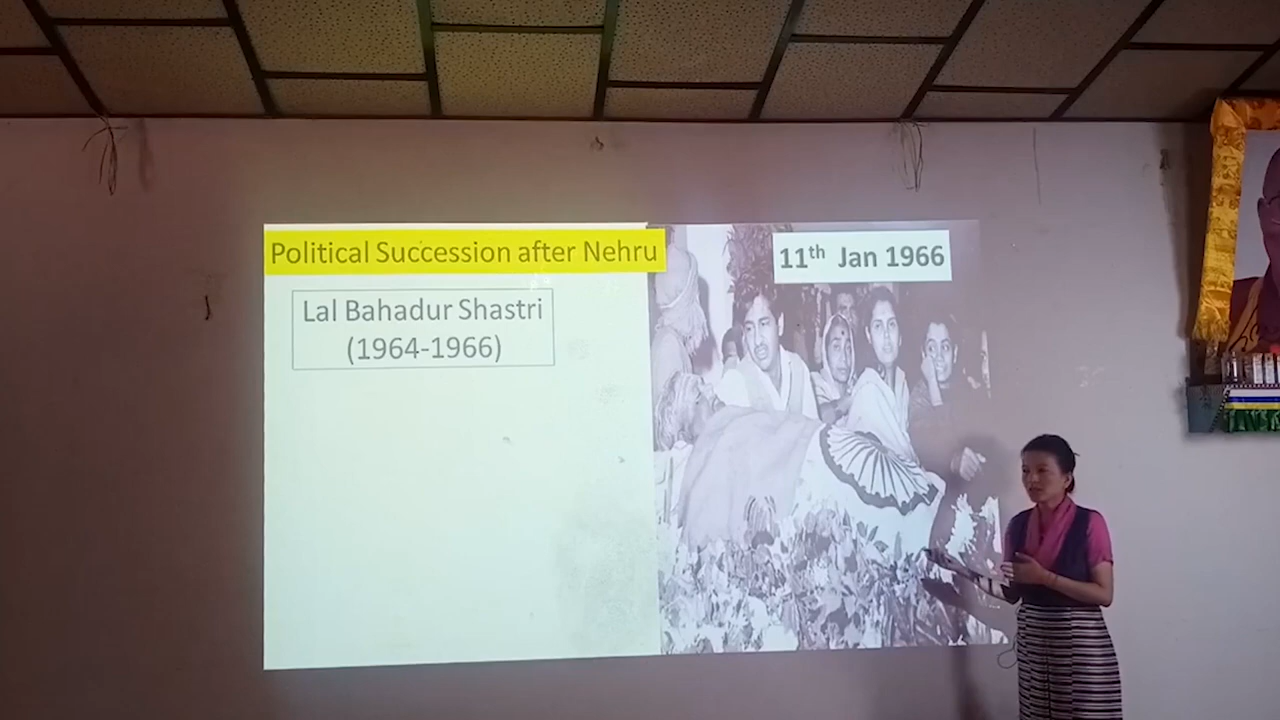 Political Succession after Nehru
11th Jan 1966
Lal Bahadur Shastri
(1964-1966)